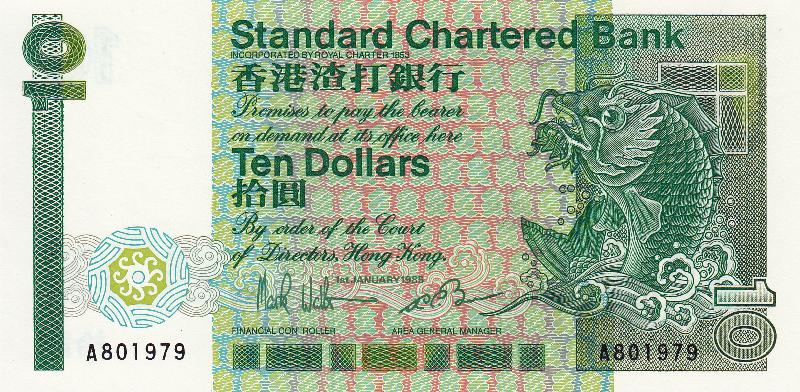 Standard Chartered Bank
INCORPORATED BY ROYAL CHARTER 1853
香港渣打銀行
Promises to pay the bearer
on demand at its office here
Ten Dollars
拾圓
By order of the Court
of Directors, Hong Kong.
1st JANUARY 1985
FINANCIAL CONTROLLER AREA GENERAL MANAGER
A801979 A801979
10
10